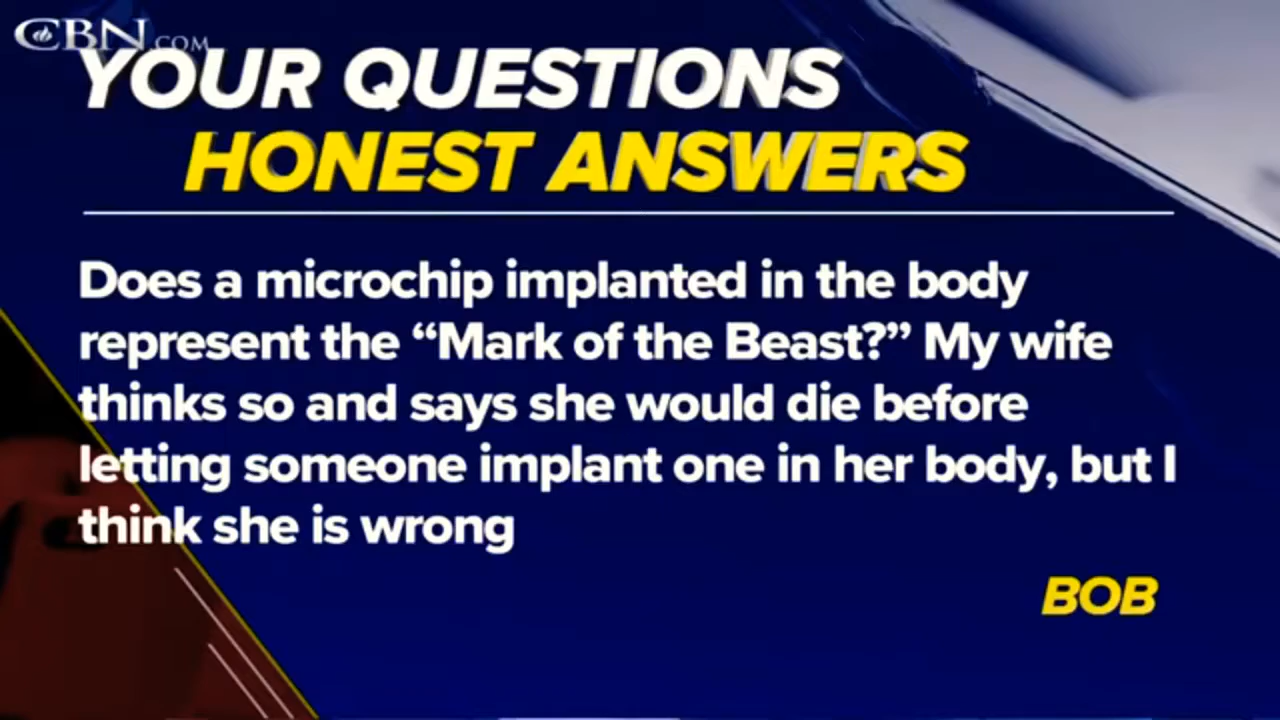 CBN.COM
YOUR QUESTIONS
HONEST ANSWERS
Does a microchip implanted in the body
represent the “Mark of the Beast?” My wife
thinks so and says she would die before
letting someone implant one in her body, but I
think she is wrong
BOB